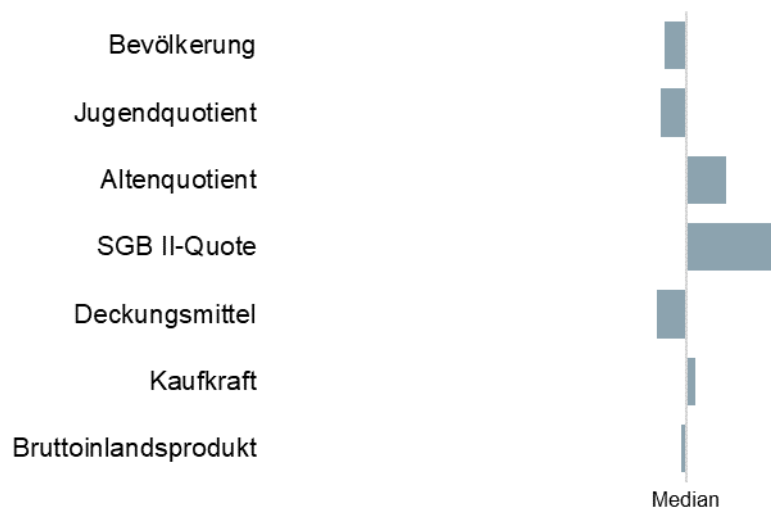 Bevölkerung
Jugendquotient
Altenquotient
SGB II-Quote
Deckungsmittel
Kaufkraft
Bruttoinlandsprodukt
Median